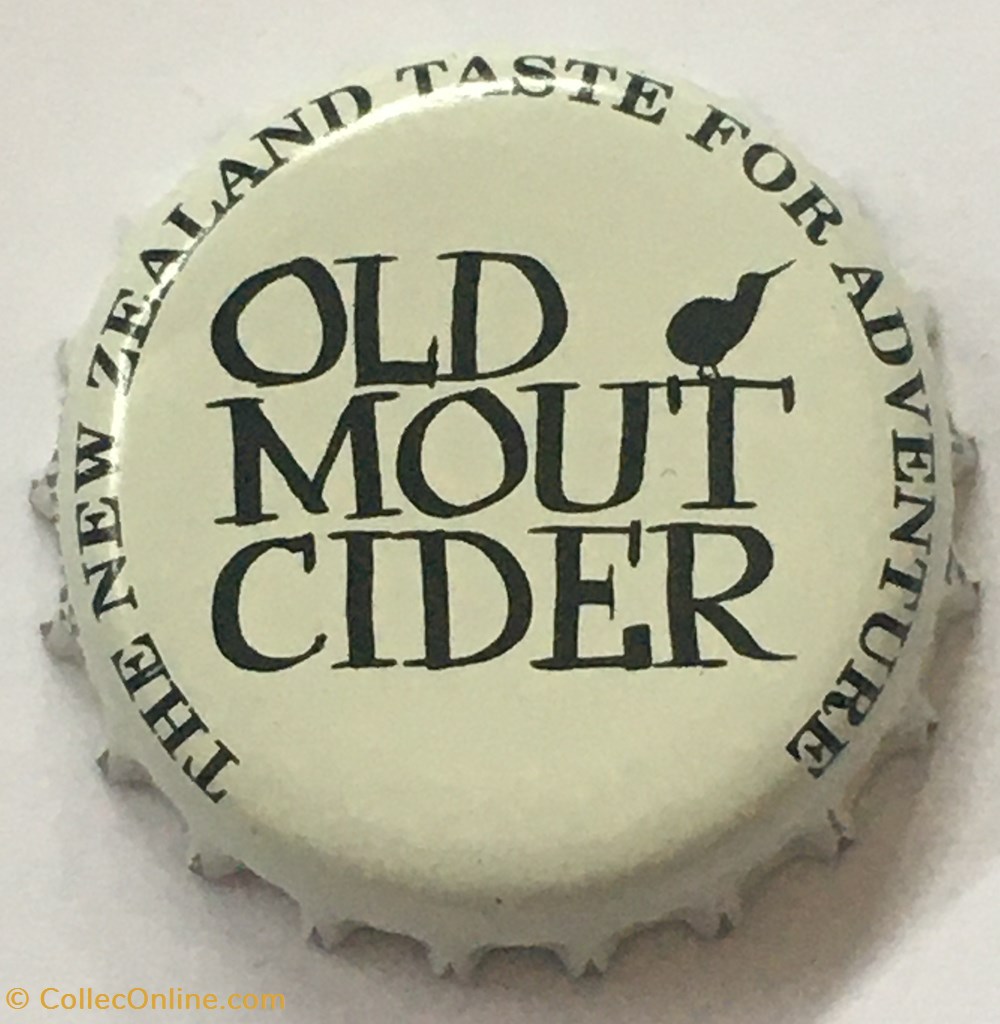 THE NEW ZEALAND TASTE FOR ADVENTURE
OLD
MOUT
CIDER
© CollecOnline.com